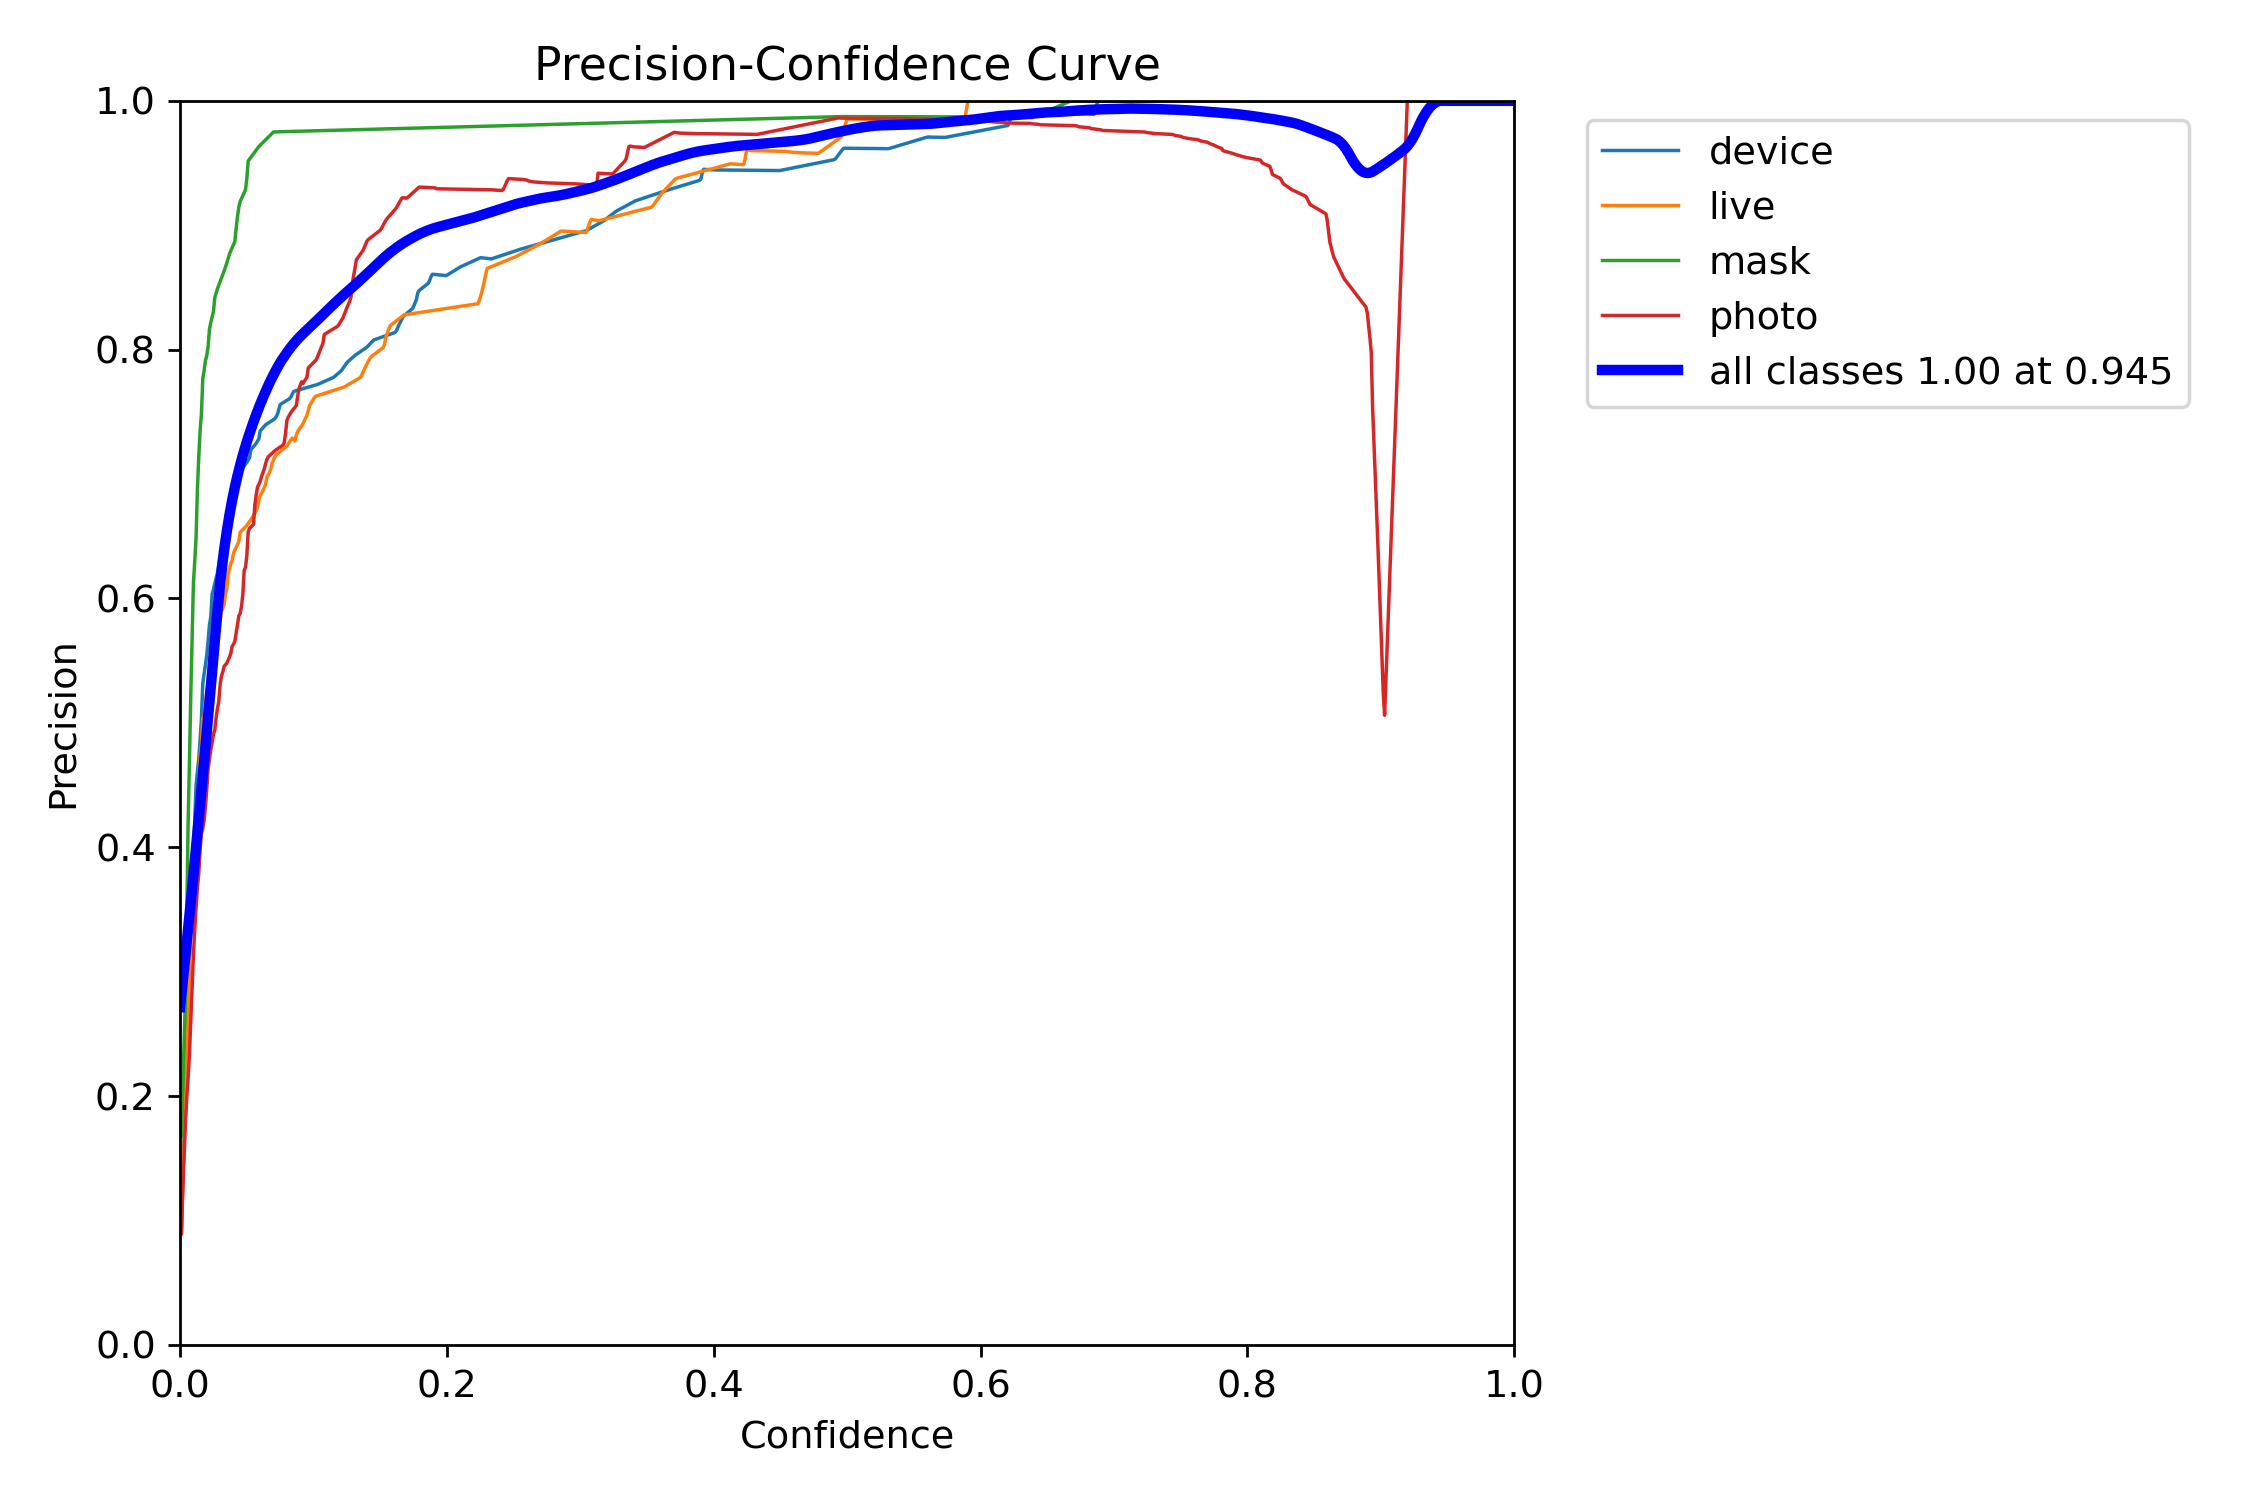 Precision-Confidence Curve
1.0
0.8
0.6
0.4
0.2
0.0
Precision
0.0 0.2 0.4 0.6 0.8 1.0
Confidence
device
live
mask
photo
all classes 1.00 at 0.945